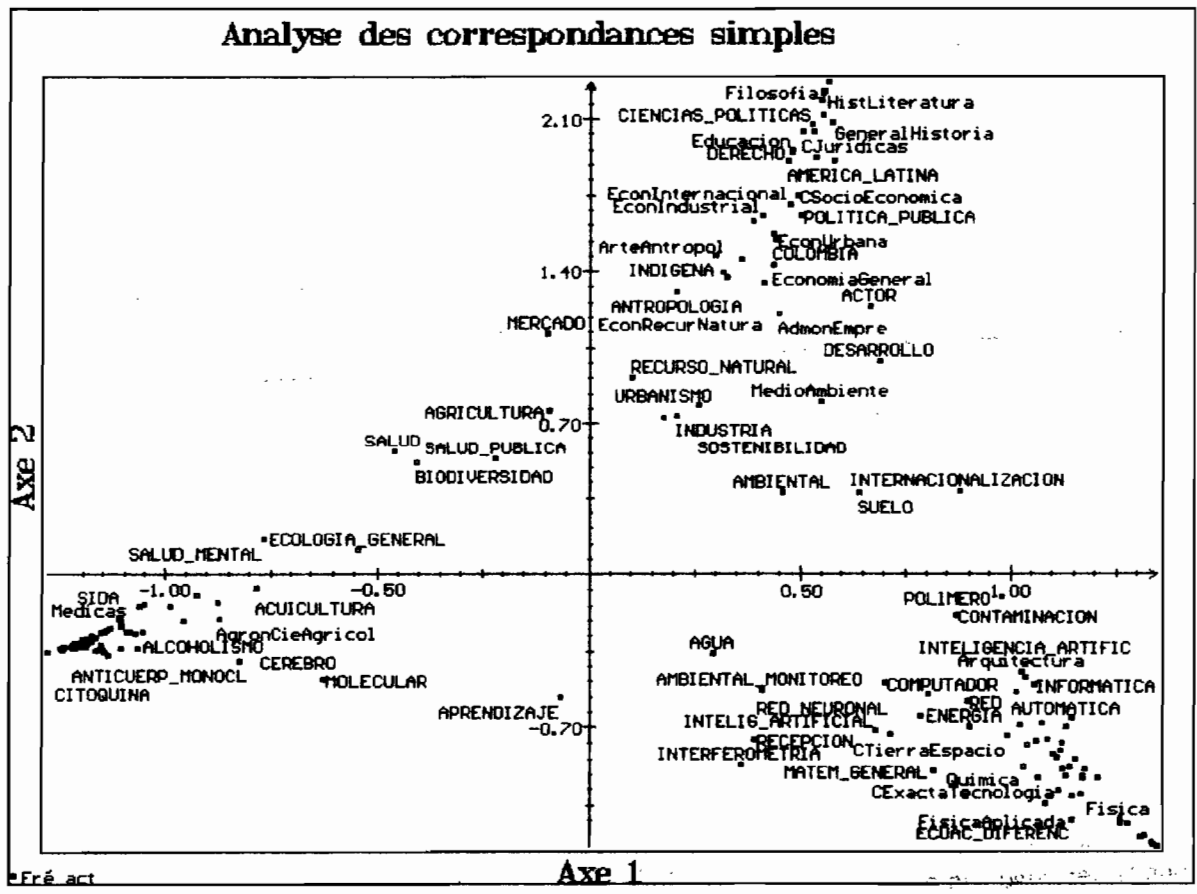 Analyse des correspondances simples
Filosofia
HistLiteratura
2.10
CIENCIAS_POLITICAS
GeneralHistoria
Educacion
CJuridicas
DERECHO
AMERICA_LATINA
EconInternacional
CSocioEconomica
EconIndustrial
POLITICA_PUBLICA
EconUrbana
ArteAntropol
COLOMBIA
1.40
INDIGENA
EconomiaGeneral
ACTOR
ANTROPOLOGIA
MERCADO
EconRecurNatura
AdmonEmpre
DESARROLLO
RECURSO_NATURAL
MedioAmbiente
URBANISMO
AGRICULTURA
0.70
INDUSTRIA
SALUD
SALUD_PUBLICA
SOSTENIBILIDAD
BIODIVERSIDAD
AMBIENTAL
INTERNACIONALIZACION
SUELO
Axe 2
ECOLOGIA_GENERAL
SALUD_MENTAL
-1.00
-0.50
0.50
1.00
SIDA
POLIMERO
Medicas
ACUICULTURA
CONTAMINACION
AgronCieAgricol
ALCOHOLISMO
AGUA
INTELIGENCIA_ARTIFIC
CEREBRO
Arquitectura
ANTICUERP_MONOCL
MOLECULAR
AMBIENTAL_MONITOREO
COMPUTADOR
INFORMATICA
CITOQUINA
RED
APRENDIZAJE
RED_NEURONAL
ENERGIA
AUTOMATICA
-0.70
INTELIG_ARTIFICIAL
RECEPCION
CTierraEspacio
INTERFEROMETRIA
MATEM_GENERAL
Quimica
CExactaTecnologia
Fisica
FisicaAplicada
ECUAC_DIFERENC
Axe 1
Fré act